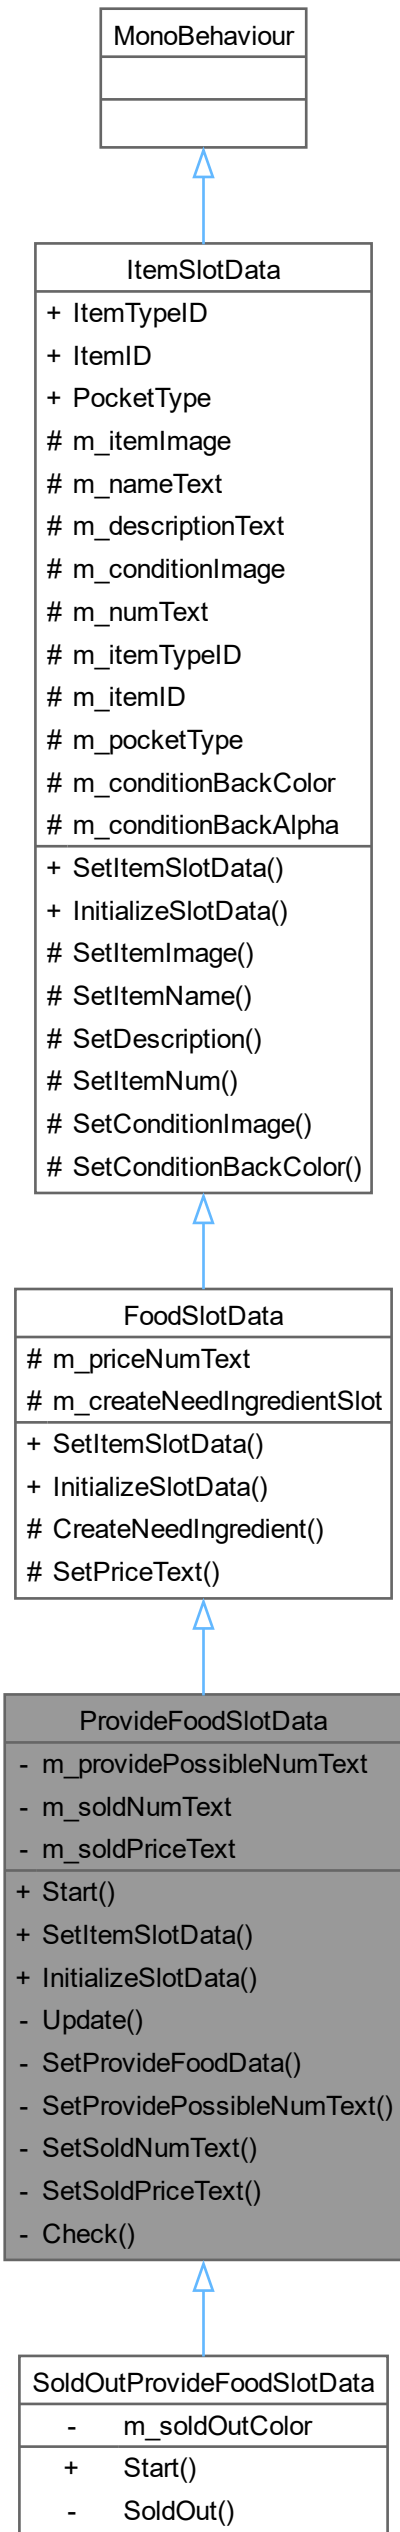 MonoBehaviour
ItemSlotData
+ ItemTypeID
+ ItemID
+ PocketType
# m_itemImage
# m_nameText
# m_descriptionText
# m_conditionImage
# m_numText
# m_itemTypeID
# m_itemID
# m_pocketType
# m_conditionBackColor
# m_conditionBackAlpha
+ SetItemSlotData()
+ InitializeSlotData()
# SetItemImage()
# SetItemName()
# SetDescription()
# SetItemNum()
# SetConditionImage()
# SetConditionBackColor()
FoodSlotData
# m_priceNumText
# m_createNeedIngredientSlot
+ SetItemSlotData()
+ InitializeSlotData()
# CreateNeedIngredient()
# SetPriceText()
ProvideFoodSlotData
- m_providePossibleNumText
- m_soldNumText
- m_soldPriceText
+ Start()
+ SetItemSlotData()
+ InitializeSlotData()
- Update()
- SetProvideFoodData()
- SetProvidePossibleNumText()
- SetSoldNumText()
- SetSoldPriceText()
- Check()
SoldOutProvideFoodSlotData
- m_soldOutColor
+ Start()
- SoldOut()